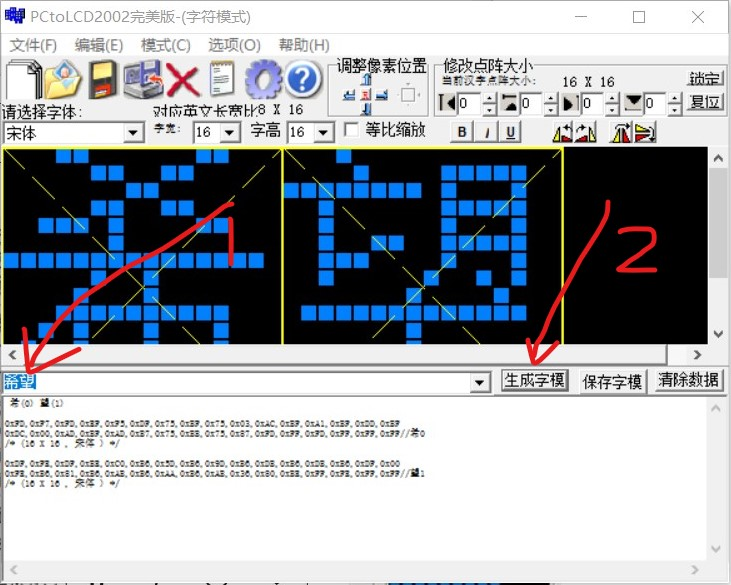 PCtoLCD2002完美版-(字符模式)
文件(F) 编辑(E) 模式(C) 选项(O) 帮助(H)
调整像素位置
修改点阵大小
当前汉字点阵大小: 16 X 16 锁定
0 0 0 0 复位
请选择字体: 对应英文长宽比8 X 16
宋体 字宽: 16 字高 16 等比缩放 B I U
1
2
希望 生成字模 保存字模 清除数据
希(0) 望(1)
/* (16 X 16 , 宋体 ) */
/* (16 X 16 , 宋体 ) */